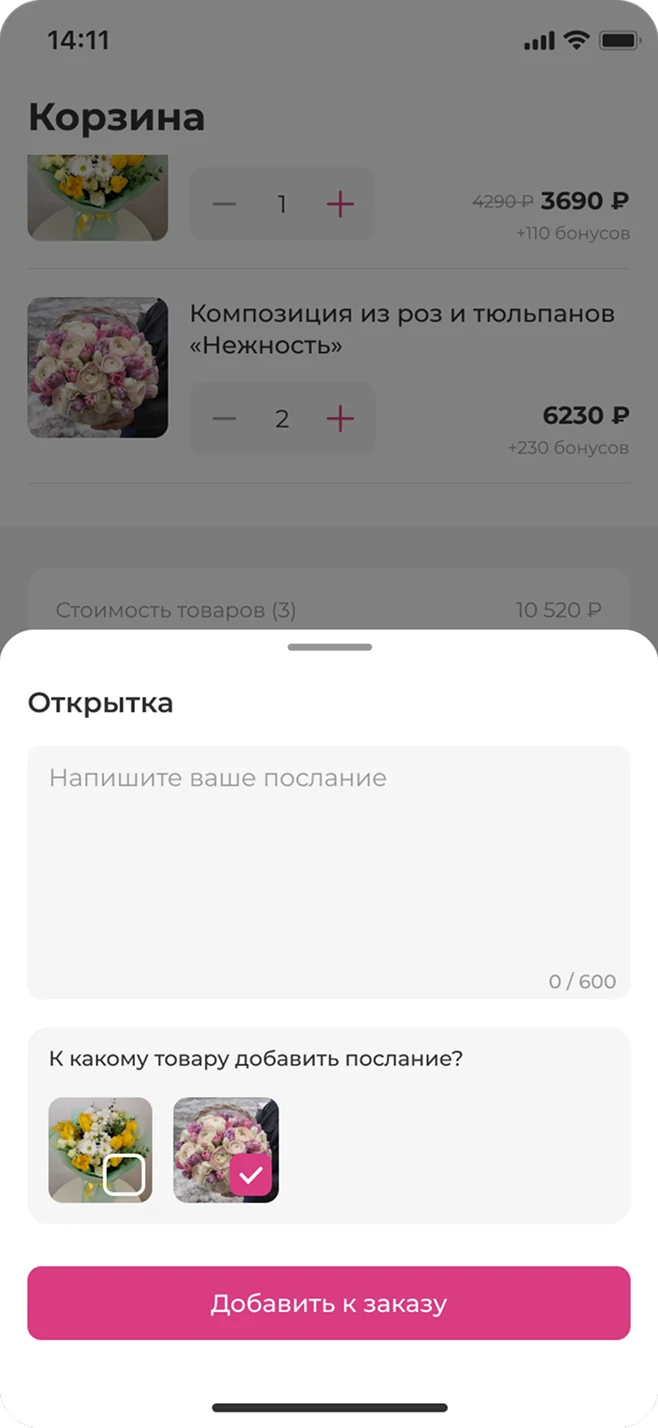 14:11
Корзина
1
4290 ₽ 3690 ₽
+110 бонусов
Композиция из роз и тюльпанов
«Нежность»
2
6230 ₽
+230 бонусов
Стоимость товаров (3)
10 520 ₽
Открытка
Напишите ваше послание
0 / 600
К какому товару добавить послание?
Добавить к заказу